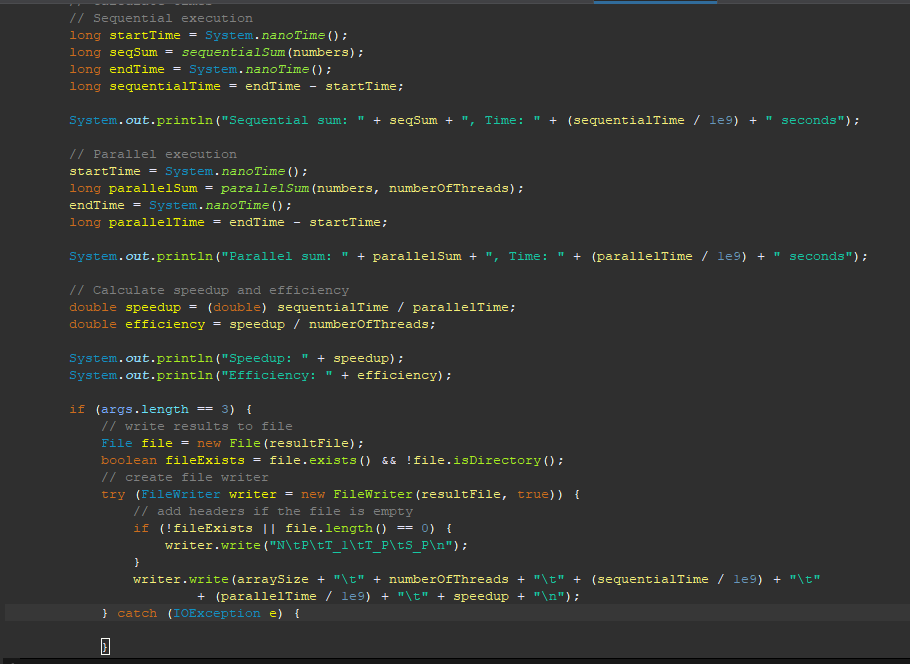 // Sequential execution
long startTime = System.nanoTime();
long seqSum = sequentialSum(numbers);
long endTime = System.nanoTime();
long sequentialTime = endTime - startTime;
System.out.println("Sequential sum: " + seqSum + ", Time: " + (sequentialTime / 1e9) + " seconds");
// Parallel execution
startTime = System.nanoTime();
long parallelSum = parallelSum(numbers, numberOfThreads);
endTime = System.nanoTime();
long parallelTime = endTime - startTime;
System.out.println("Parallel sum: " + parallelSum + ", Time: " + (parallelTime / 1e9) + " seconds");
// Calculate speedup and efficiency
double speedup = (double) sequentialTime / parallelTime;
double efficiency = speedup / numberOfThreads;
System.out.println("Speedup: " + speedup);
System.out.println("Efficiency: " + efficiency);
if (args.length == 3) {
// write results to file
File file = new File(resultFile);
boolean fileExists = file.exists() && !file.isDirectory();
// create file writer
try (FileWriter writer = new FileWriter(resultFile, true)) {
// add headers if the file is empty
if (!fileExists || file.length() == 0) {
writer.write("N\tP\tT_1\tT_P\tS_P\n");
}
writer.write(arraySize + "\t" + numberOfThreads + "\t" + (sequentialTime / 1e9) + "\t"
+ (parallelTime / 1e9) + "\t" + speedup + "\n");
} catch (IOException e) {
}